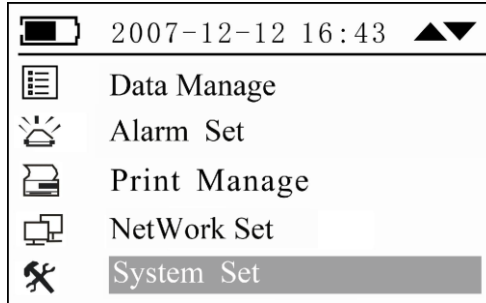 2007-12-12 16:43
Data Manage
Alarm Set
Print Manage
NetWork Set
System Set